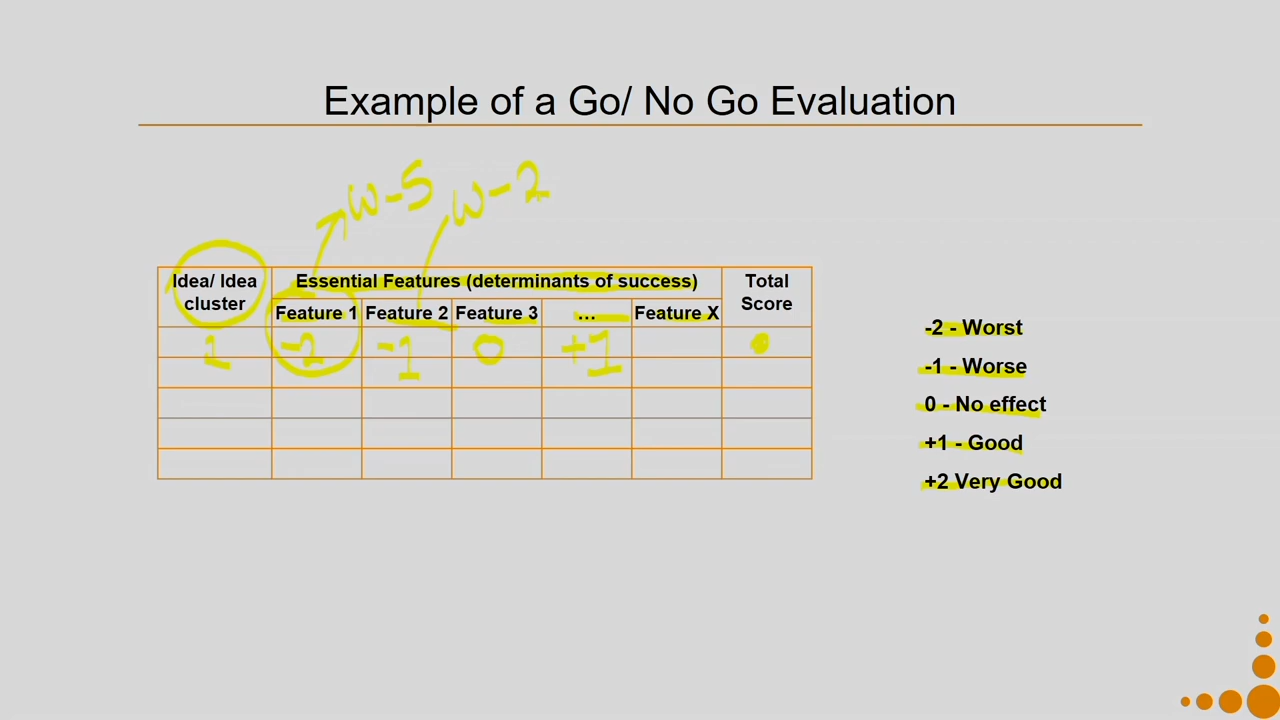 Example of a Go/ No Go Evaluation
w-5
w-2
Idea/ Idea cluster
Essential Features (determinants of success)
Total Score
Feature 1 Feature 2 Feature 3 ... Feature X
1 -2 -1 0 +1
-2 - Worst
-1 - Worse
0 - No effect
+1 - Good
+2 Very Good